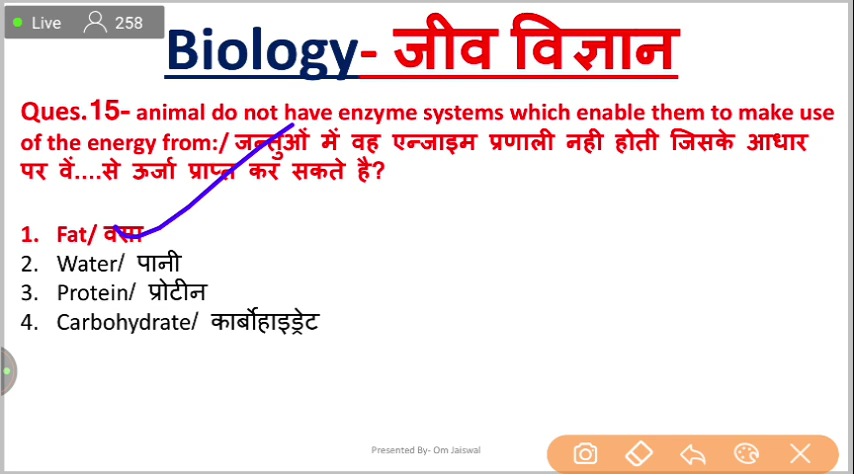 Live 258
Biology- जीव विज्ञान
Ques.15- animal do not have enzyme systems which enable them to make use
of the energy from:/ जन्तुओं में वह एन्जाइम प्रणाली नही होती जिसके आधार
पर वें....से ऊर्जा प्राप्त कर सकते है?
1. Fat/ वसा
2. Water/ पानी
3. Protein/ प्रोटीन
4. Carbohydrate/ कार्बोहाइड्रेट
Presented By- Om Jaiswal